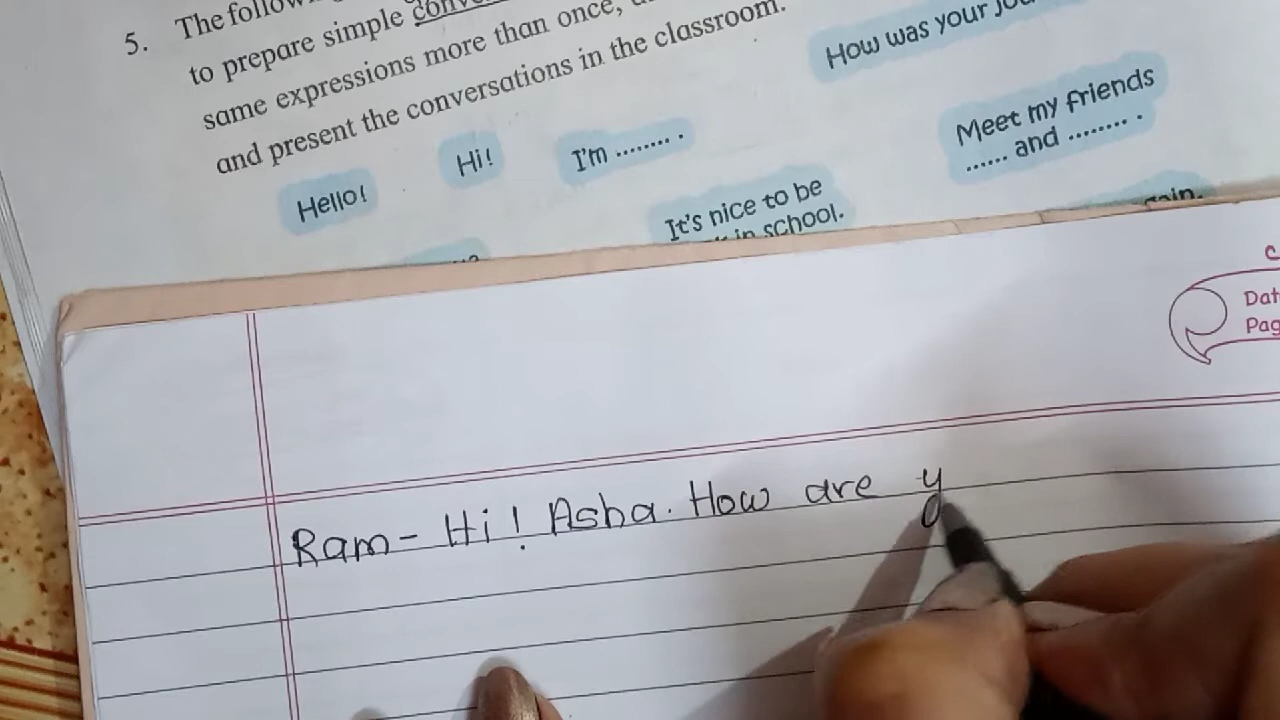 5. The
to prepare simple
same expressions more than once,
and present the conversations in the classroom.
How was your
Hello!
Hi!
I'm ........ .
It's nice to be
in school.
Meet my friends
...... and ........ .
Dat
Pag
Ram- Hi! Asha. How are y